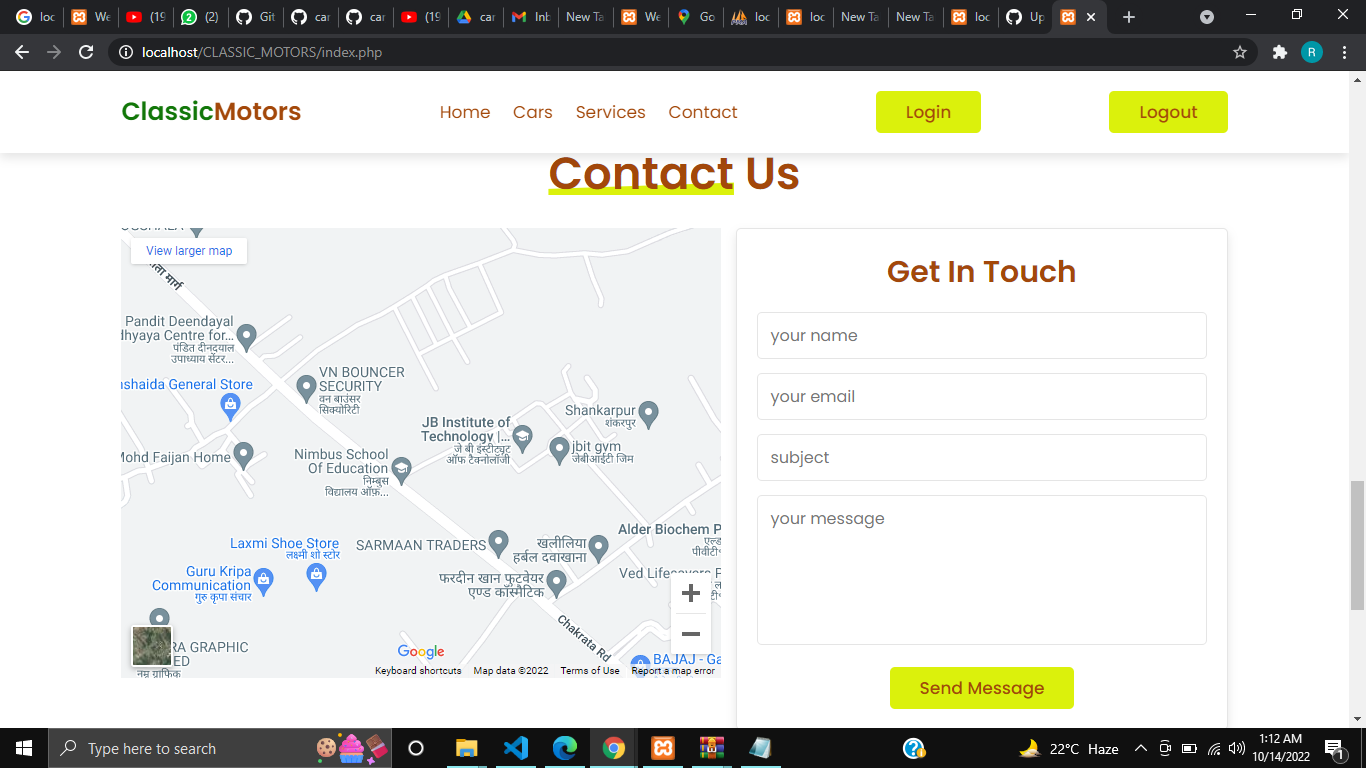 loc
We
(19
(2)
Git
car
car
(19
car
Inb
New Ta
We
Go
loc
loc
New Ta
New Ta
loc
Up
localhost/CLASSIC_MOTORS/index.php
R
ClassicMotors
Home
Cars
Services
Contact
Login
Logout
Contact Us
View larger map
Pandit Deendayal
dhyaya Centre for...
पंडित दीनदयाल
उपाध्याय सेंटर...
VN BOUNCER
SECURITY
वन बाउंसर
सिक्योरिटी
nshaida General Store
JB Institute of
Technology |...
जे बी इंस्टीट्यूट
ऑफ टैक्नोलॉजी
Shankarpur
शंकरपुर
jbit gym
जेबीआईटी जिम
Mohd Faijan Home
Nimbus School
Of Education
निम्बुस
विद्यालय ऑफ़...
Laxmi Shoe Store
लक्ष्मी शो स्टोर
SARMAAN TRADERS
खलीलिया
हर्बल दवाखाना
Alder Biochem P
एल्ड
पीवीटी
Guru Kripa
Communication
गुरु कृपा संचार
फरदीन खान फुटवेयर
एण्ड कॉस्मैटिक
Ved Lifesavers P
RA GRAPHIC
ED
नम्र ग्राफिक
Chakrata Rd
BAJAJ - Ga
Google
Keyboard shortcuts
Map data ©2022
Terms of Use
Report a map error
Get In Touch
your name
your email
subject
your message
Send Message
Type here to search
22°C Haze
1:12 AM
10/14/2022
1